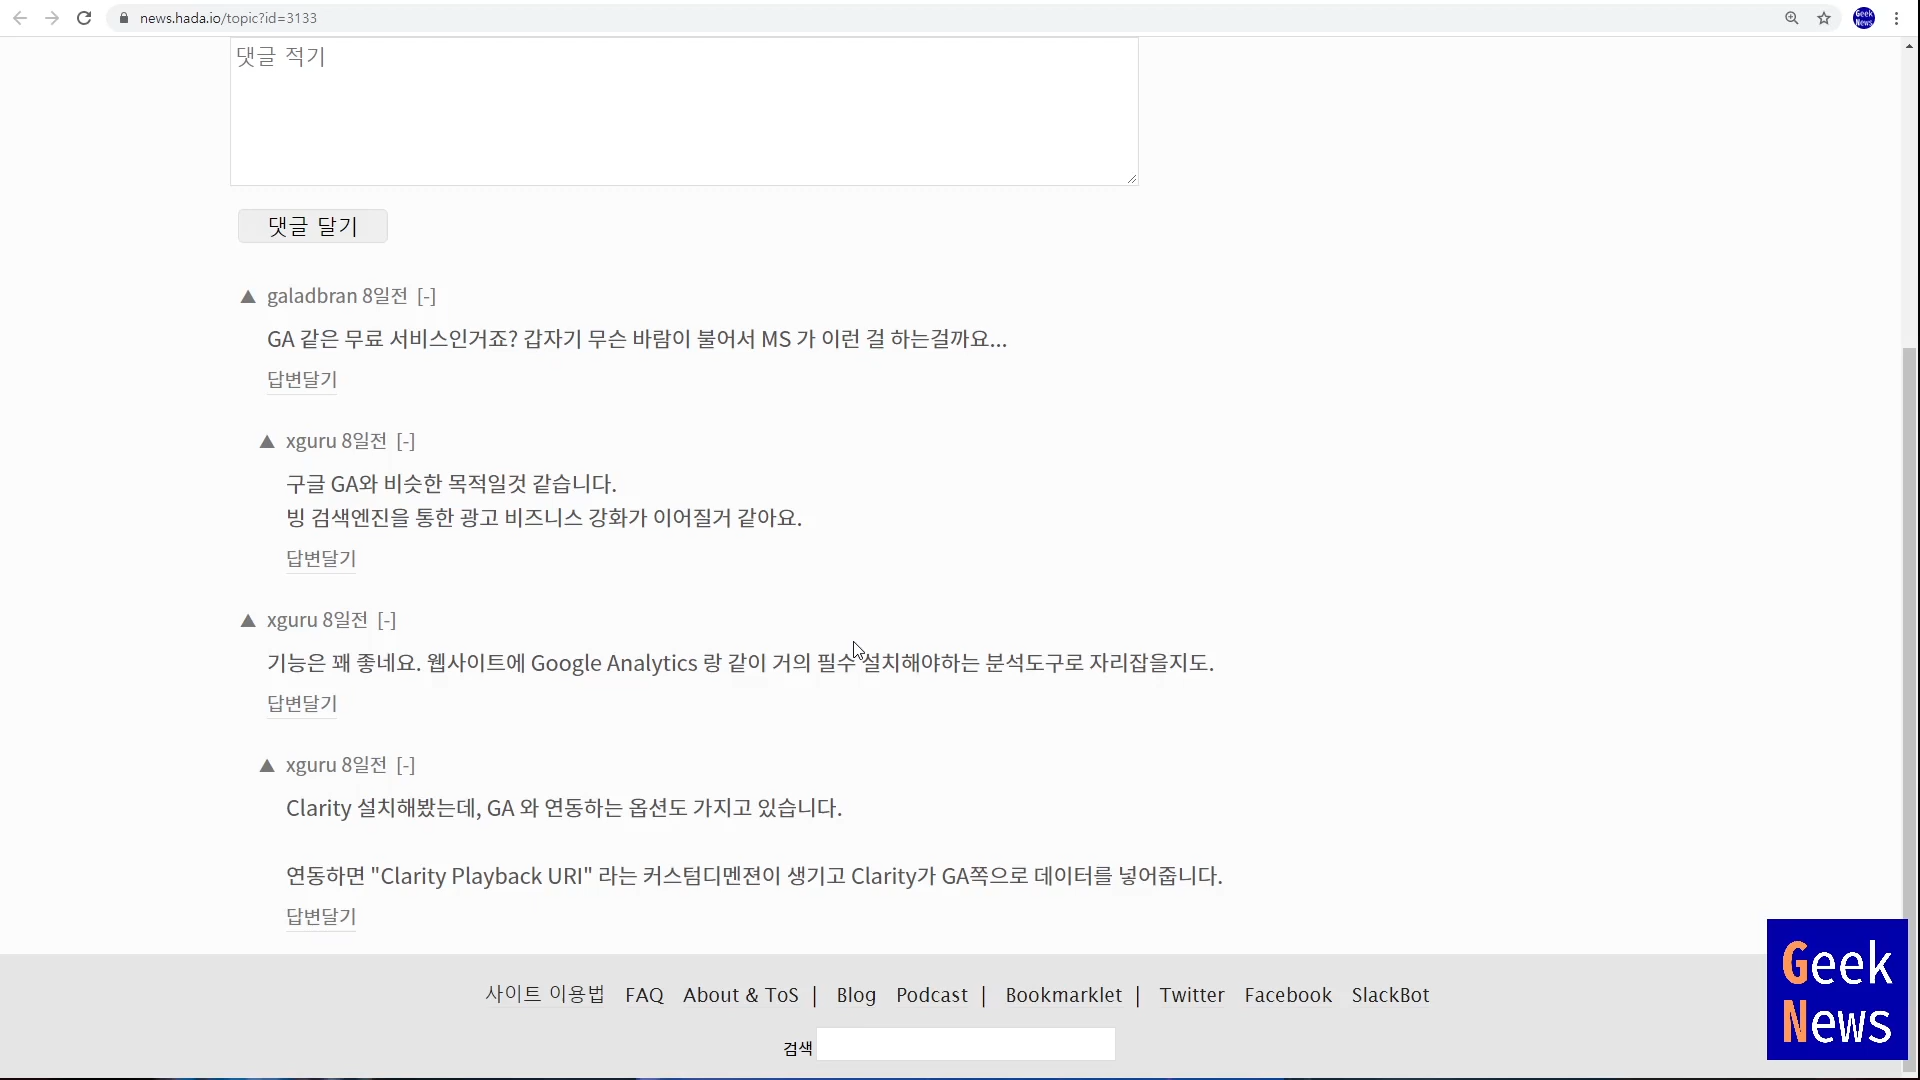 news.hada.io/topic?id=3133
Geek
News
댓글 적기
댓글 달기
▲ galadbran 8일전 [-]
GA 같은 무료 서비스인거죠? 갑자기 무슨 바람이 불어서 MS 가 이런 걸 하는걸까요...
답변달기
▲ xguru 8일전 [-]
구글 GA와 비슷한 목적일것 같습니다.
빙 검색엔진을 통한 광고 비즈니스 강화가 이어질거 같아요.
답변달기
▲ xguru 8일전 [-]
기능은 꽤 좋네요. 웹사이트에 Google Analytics 랑 같이 거의 필수 설치해야하는 분석도구로 자리잡을지도.
답변달기
▲ xguru 8일전 [-]
Clarity 설치해봤는데, GA 와 연동하는 옵션도 가지고 있습니다.
연동하면 "Clarity Playback URI" 라는 커스텀디멘젼이 생기고 Clarity가 GA쪽으로 데이터를 넣어줍니다.
답변달기
사이트 이용법 FAQ About & ToS | Blog Podcast | Bookmarklet | Twitter Facebook SlackBot
검색
Geek
News